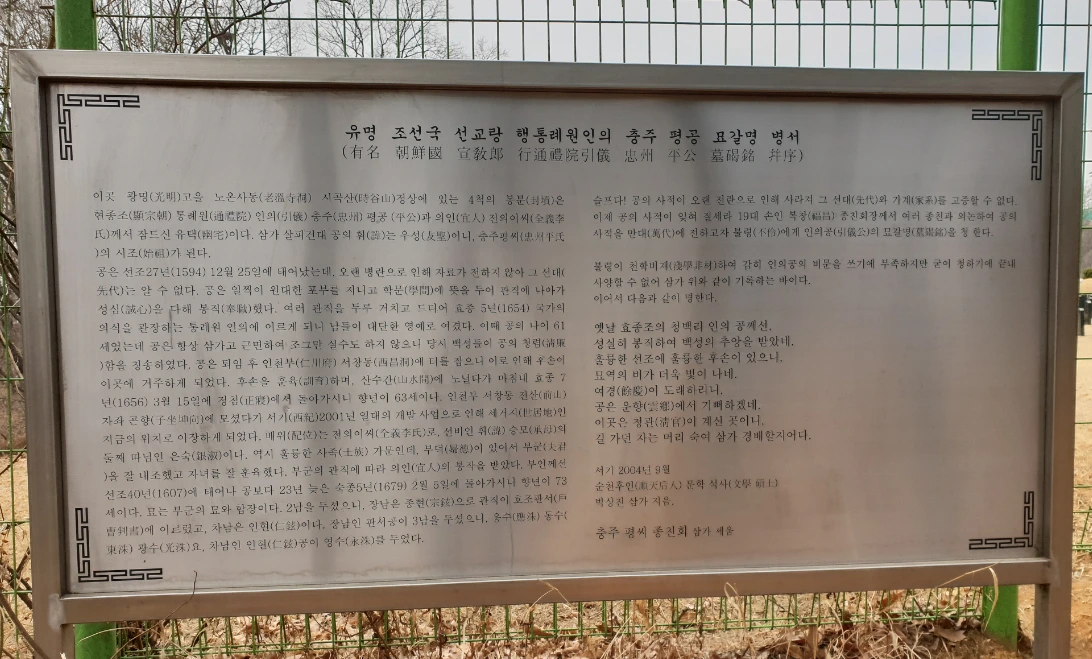 유명 조선국 선교랑 행통례원인의 충주 평공 묘갈명 병서
(有名 朝鮮國 宣敎郎 行通禮院引儀 忠州 平公 墓碣銘 幷序)
이곳 광명(光明)고을 노온사동(老溫寺洞) 시곡산(時谷山)정상에 있는 4척의 봉분(封墳)은
현종조(顯宗朝) 통례원(通禮院) 인의(引儀) 충주(忠州) 평공(平公)과 의인(宜人) 전의이씨(全義李
氏)께서 잠드신 유택(幽宅)이다. 삼가 살피건대 공의 휘(諱)는 우성(友聖)이니, 충주평씨(忠州平氏
)의 시조(始祖)가 된다.
공은 선조27년(1594) 12월 25일에 태어났는데, 오랜 병란으로 인해 자료가 전하지 않아 그 선대(
先代)는 알 수 없다. 공은 일찍이 원대한 포부를 지니고 학문(學問)에 뜻을 두어 관직에 나아가
성심(誠心)을 다해 봉직(奉職)했다. 여러 관직을 두루 거치고 드디어 효종 5년(1654) 국가의
의식을 관장하는 통례원 인의에 이르게 되니 남들이 대단한 영예로 여겼다. 이때 공의 나이 61
세였는데 공은 항상 삼가고 근면하여 조그만 실수도 하지 않으니 당시 백성들이 공의 청렴(淸廉
)함을 칭송하였다. 공은 퇴임 후 인천부(仁川府) 서창동(西昌洞)에 터를 잡으니 이로 인해 후손이
이곳에 거주하게 되었다. 후손을 훈육(訓育)하며, 산수간(山水間)에 노닐다가 마침내 효종 7
년(1656) 3월 15일에 정침(正寢)에서 돌아가시니 향년이 63세이다. 인천부 서창동 전산(前山)
자좌 곤향(子坐坤向)에 모셨다가 서기(西紀)2001년 일대의 개발 사업으로 인해 세거지(世居地)인
지금의 위치로 이장하게 되었다. 배위(配位)는 전의이씨(全義李氏)로, 선비인 휘(諱) 승모(承母)의
둘째 따님인 은숙(銀淑)이다. 역시 훌륭한 사족(士族) 가문인데, 부덕(婦德)이 있어서 부군(夫君
)을 잘 내조했고 자녀를 잘 훈육했다. 부군의 관직에 따라 의인(宜人)의 봉작을 받았다. 부인께선
선조40년(1607)에 태어나 공보다 23년 늦은 숙종5년(1679) 2월 5일에 돌아가시니 향년이 73
세이다. 묘는 부군의 묘와 합장이다. 2남을 두셨으니, 장남은 종현(宗鉉)으로 관직이 호조판서(戶
曹判書)에 이르렀고, 차남은 인현(仁鉉)이다. 장남인 판서공이 3남을 두셨으니, 동수(
東洙) 광수(光洙)요, 차남인 인현(仁鉉)공이 영수(永洙)를 두었다.
슬프다! 공의 사적이 오랜 전란으로 인해 사라져 그 선대(先代)와 가계(家系)를 고증할 수 없다.
이제 공의 사적이 잊혀 질세라 19대 손인 복창(福昌) 종친회장께서 여러 종친과 의논하여 공의
사적을 만대(萬代)에 전하고자 불령(不佞)에게 인의공(引儀公)의 묘갈명(墓碣銘)을 청 한다.
불령이 천학비재(淺學非材)하여 감히 인의공의 비문을 쓰기에 부족하지만 굳이 청하기에 끝내
사양할 수 없어 삼가 위와 같이 기록하는 바이다.
이어서 다음과 같이 명한다.
옛날 효종조의 청백리 인의 공께선,
성실히 봉직하여 백성의 추앙을 받았네.
훌륭한 선조에 훌륭한 후손이 있으니,
묘역의 비가 더욱 빛이 나네.
여경(餘慶)이 도래하리니,
공은 운향(雲鄕)에서 기뻐하겠네.
이곳은 청관(淸官)이 계신 곳이니,
길 가던 자는 머리 숙여 삼가 경배할지어다.
서기 2004년 9월
순천후인(順天后人) 문학 석사(文學 碩士)
박상진 삼가 지음.
충주 평씨 종친회 삼가 세움